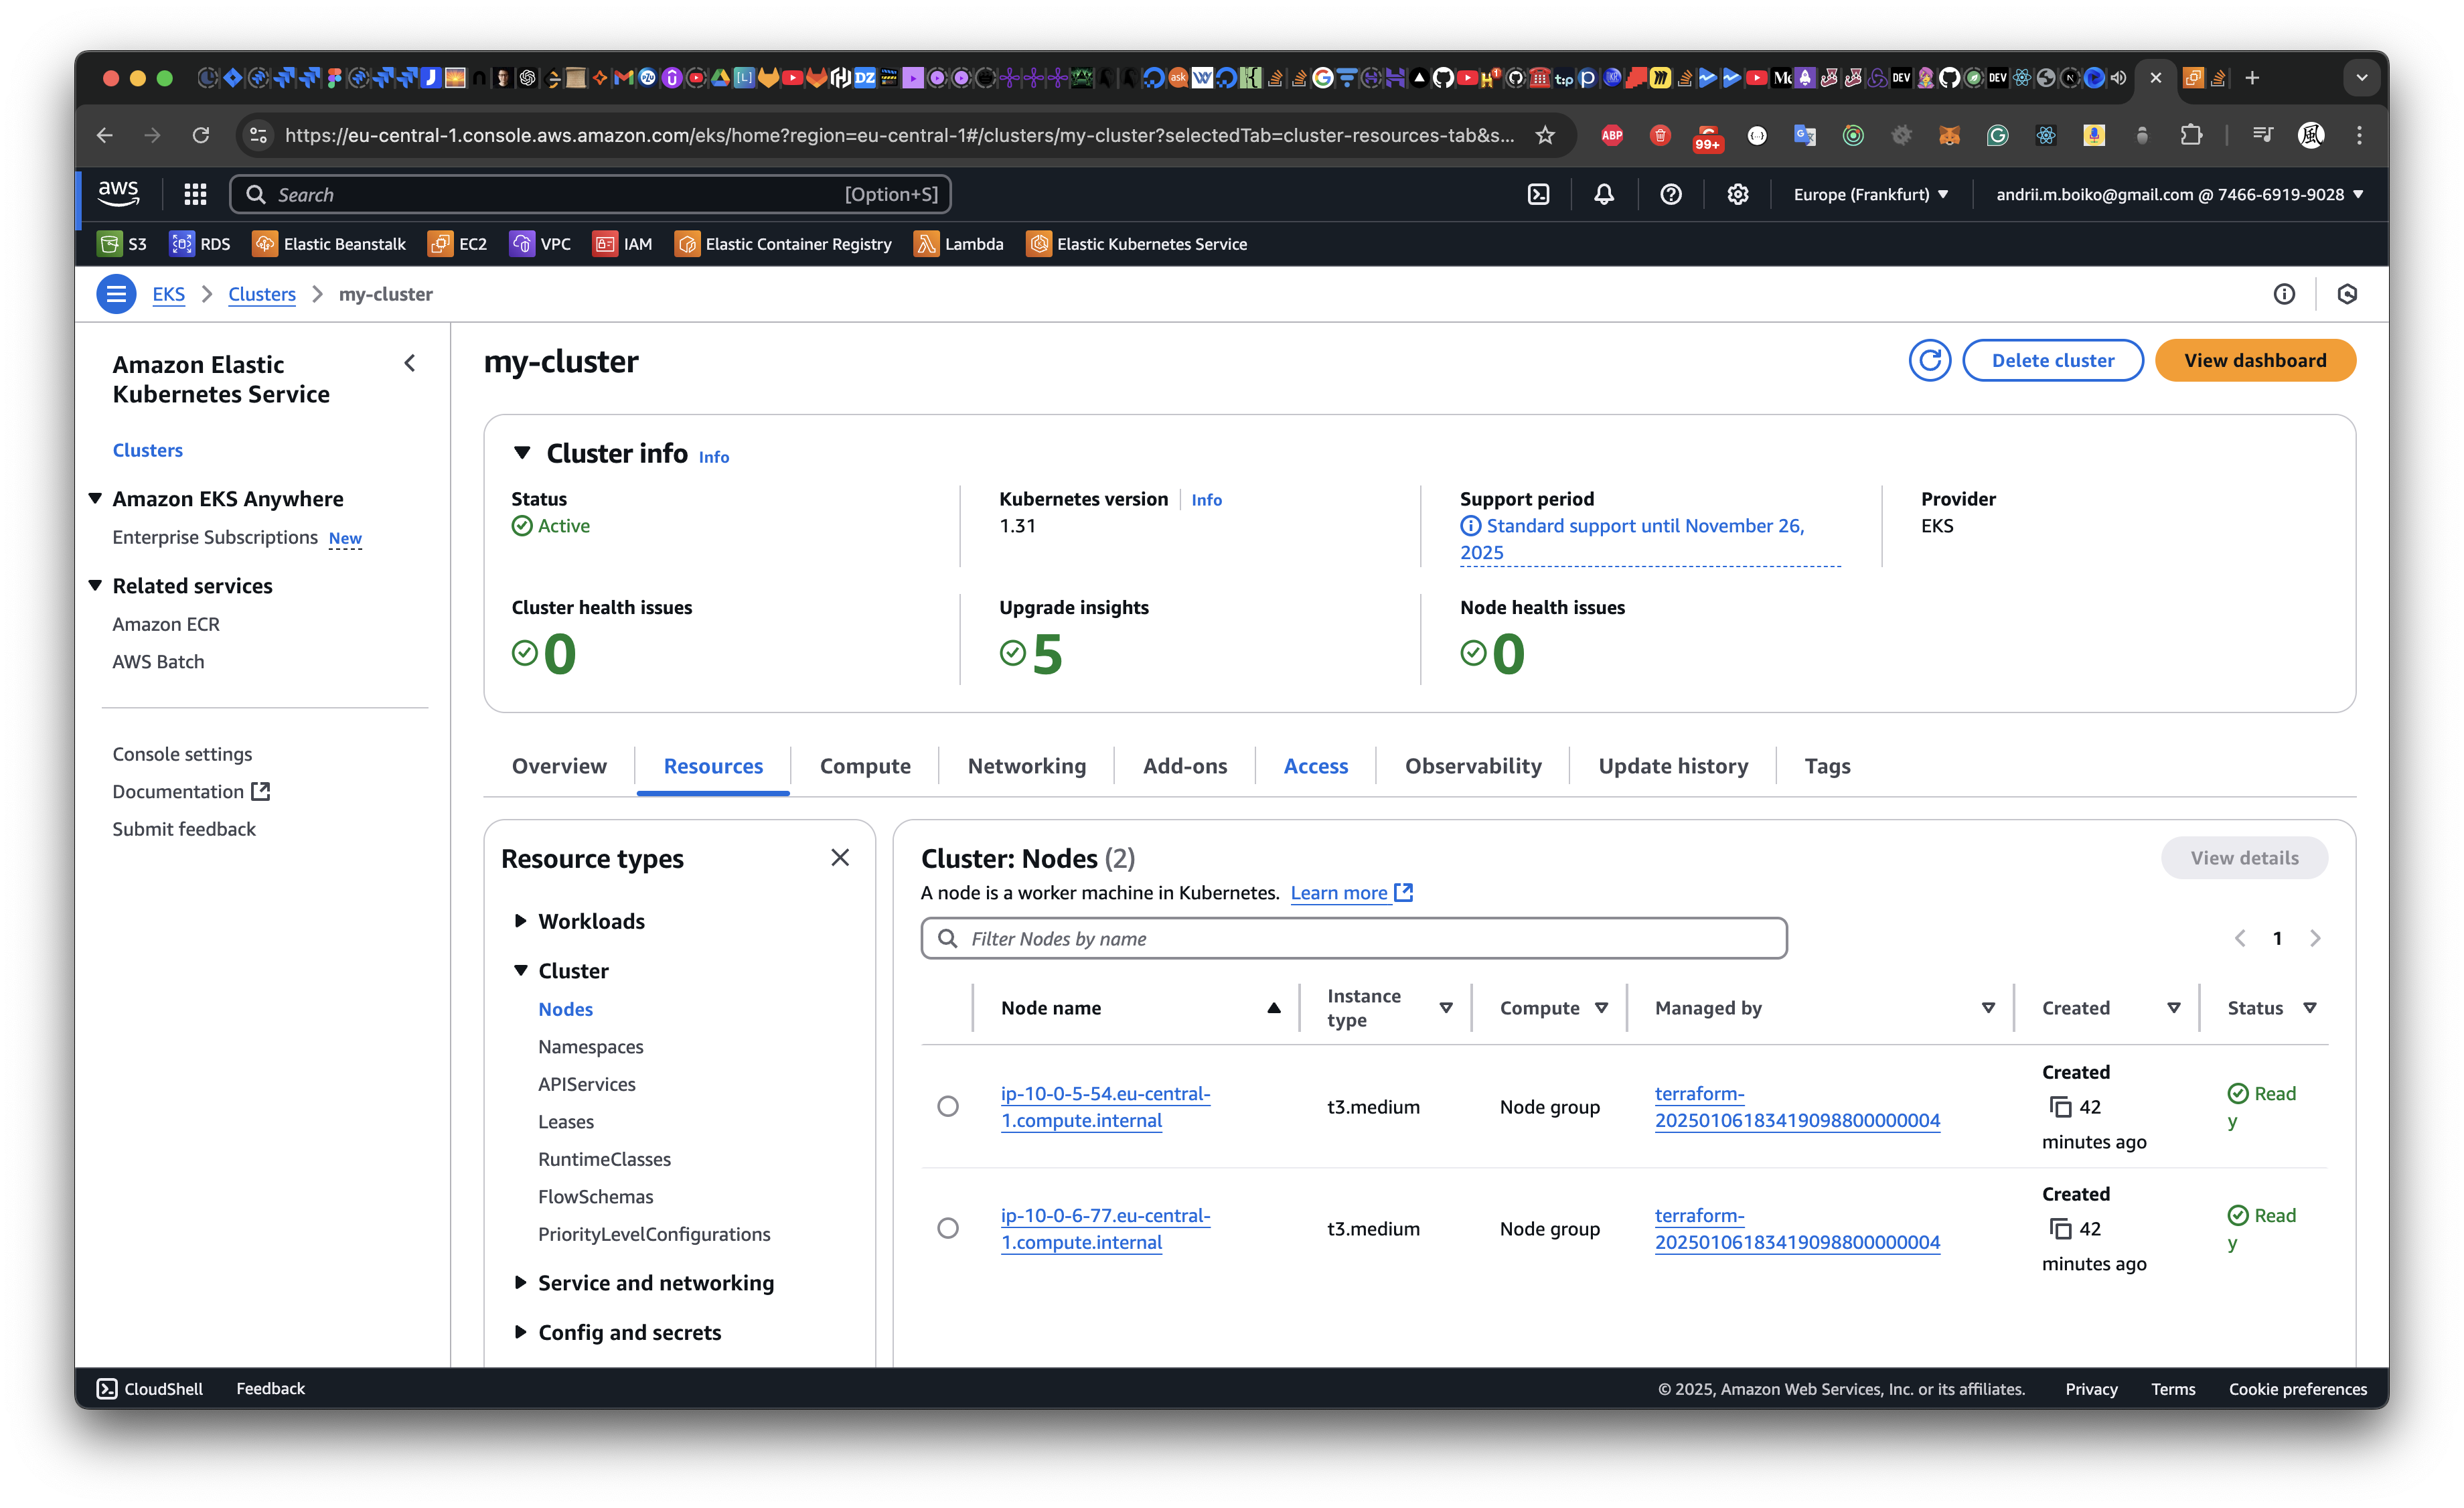 https://eu-central-1.console.aws.amazon.com/eks/home?region=eu-central-1#/clusters/my-cluster?selectedTab=cluster-resources-tab&s...
ABP
99+
aws
Search
[Option+S]
Europe (Frankfurt)
andrii.m.boiko@gmail.com @ 7466-6919-9028
S3
RDS
Elastic Beanstalk
EC2
VPC
IAM
Elastic Container Registry
Lambda
Elastic Kubernetes Service
EKS
Clusters
my-cluster
Amazon Elastic
Kubernetes Service
Clusters
Amazon EKS Anywhere
Enterprise Subscriptions New
Related services
Amazon ECR
AWS Batch
Console settings
Documentation
Submit feedback
my-cluster
Delete cluster
View dashboard
Cluster info Info
Status
Active
Kubernetes version Info
1.31
Support period
Standard support until November 26,
2025
Provider
EKS
Cluster health issues
0
Upgrade insights
5
Node health issues
0
Overview
Resources
Compute
Networking
Add-ons
Access
Observability
Update history
Tags
Resource types
Workloads
Cluster
Nodes
Namespaces
APIServices
Leases
RuntimeClasses
FlowSchemas
PriorityLevelConfigurations
Service and networking
Config and secrets
Cluster: Nodes (2)
View details
A node is a worker machine in Kubernetes. Learn more
Filter Nodes by name
1
Node name
Instance
type
Compute
Managed by
Created
Status
ip-10-0-5-54.eu-central-
1.compute.internal
t3.medium
Node group
terraform-
20250106183419098800000004
Created
42
minutes ago
Read
y
ip-10-0-6-77.eu-central-
1.compute.internal
t3.medium
Node group
terraform-
20250106183419098800000004
Created
42
minutes ago
Read
y
CloudShell
Feedback
© 2025, Amazon Web Services, Inc. or its affiliates.
Privacy
Terms
Cookie preferences